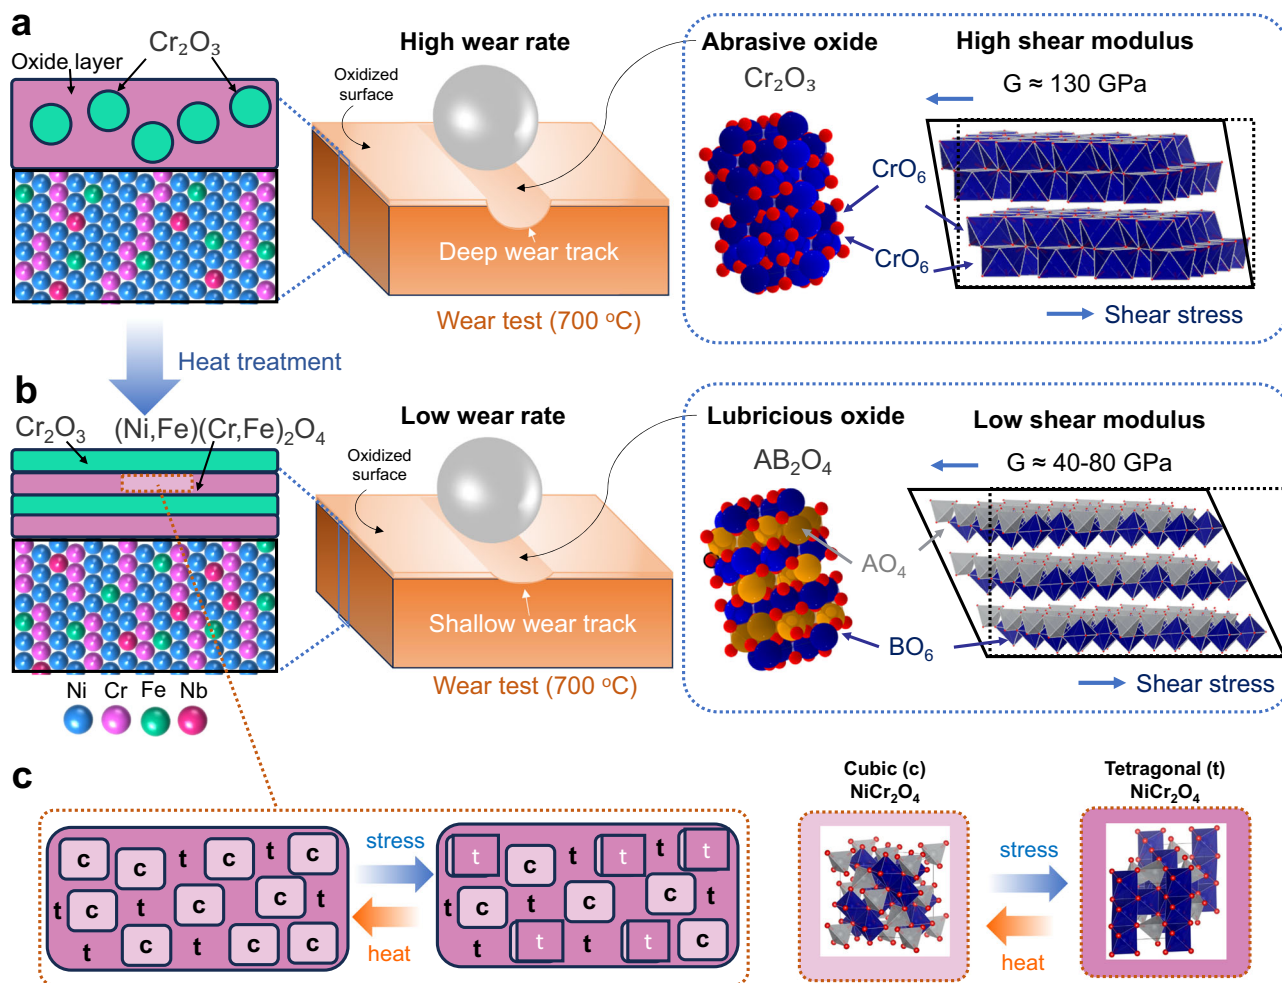 a
Cr₂O₃
Oxide layer
High wear rate
Oxidized
surface
Deep wear track
Wear test (700 °C)
Abrasive oxide
High shear modulus
Cr₂O₃
G ≈ 130 GPa
CrO₆
CrO₆
Shear stress
Heat treatment
b
Cr₂O₃
(Ni,Fe)(Cr,Fe)₂O₄
Low wear rate
Oxidized
surface
Shallow wear track
Wear test (700 °C)
Lubricious oxide
Low shear modulus
AB₂O₄
G ≈ 40-80 GPa
AO₄
BO₆
Shear stress
Ni Cr Fe Nb
c
c c t c t c
t c t c c t
t c t c c
stress
heat
t c t t t
t c t c t
t t t c
Cubic (c)
NiCr₂O₄
stress
heat
Tetragonal (t)
NiCr₂O₄